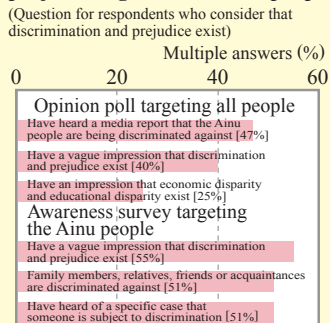 (Question for respondents who consider that
discrimination and prejudice exist)
Multiple answers (%)
0 20 40 60
Opinion poll targeting all people
Have heard a media report that the Ainu
people are being discriminated against [47%]
Have a vague impression that discrimination
and prejudice exist [40%]
Have an impression that economic disparity
and educational disparity exist [25%]
Awareness survey targeting
the Ainu people
Have a vague impression that discrimination
and prejudice exist [55%]
Family members, relatives, friends or acquaintances
are discriminated against [51%]
Have heard of a specific case that
someone is subject to discrimination [51%]